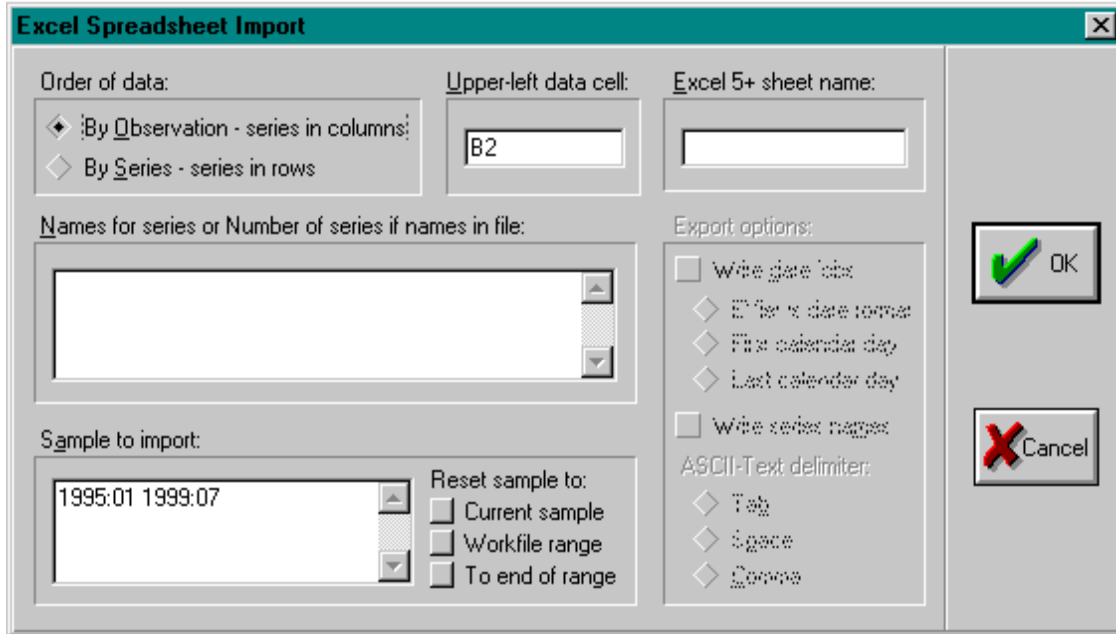 Excel Spreadsheet Import
Order of data:
By Observation - series in columns
By Series - series in rows
Upper-left data cell:
B2
Excel 5+ sheet name:
Names for series or Number of series if names in file:
Export options:
Write date/obs
EViews date format
First calendar day
Last calendar day
Write series names
ASCII-Text delimiter:
Tab
Space
Comma
Sample to import:
1995:01 1999:07
Reset sample to:
Current sample
Workfile range
To end of range
OK
Cancel